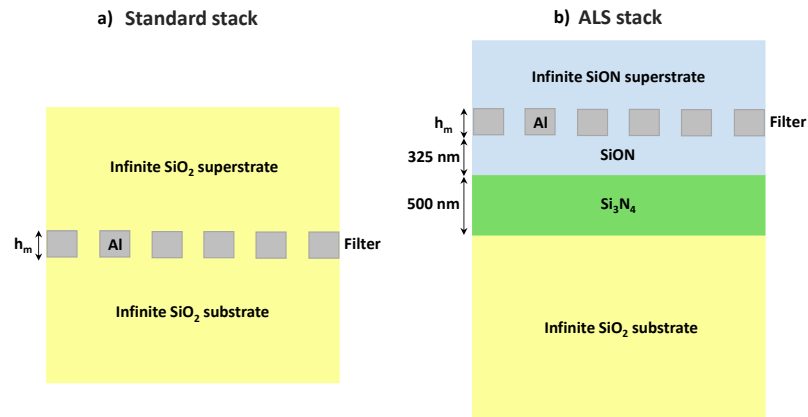 a) Standard stack
Infinite SiO₂ superstrate
hₘ
Al
Filter
Infinite SiO₂ substrate
b) ALS stack
Infinite SiON superstrate
hₘ
Al
Filter
325 nm
SiON
500 nm
Si₃N₄
Infinite SiO₂ substrate